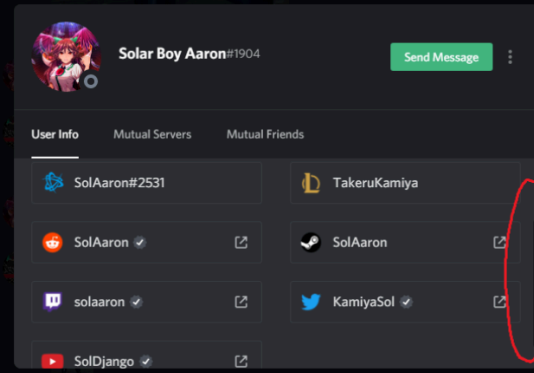 Solar Boy Aaron#1904
Send Message
User Info Mutual Servers Mutual Friends
SolAaron#2531 TakeruKamiya
SolAaron SolAaron
solaaron KamiyaSol
SolDjango